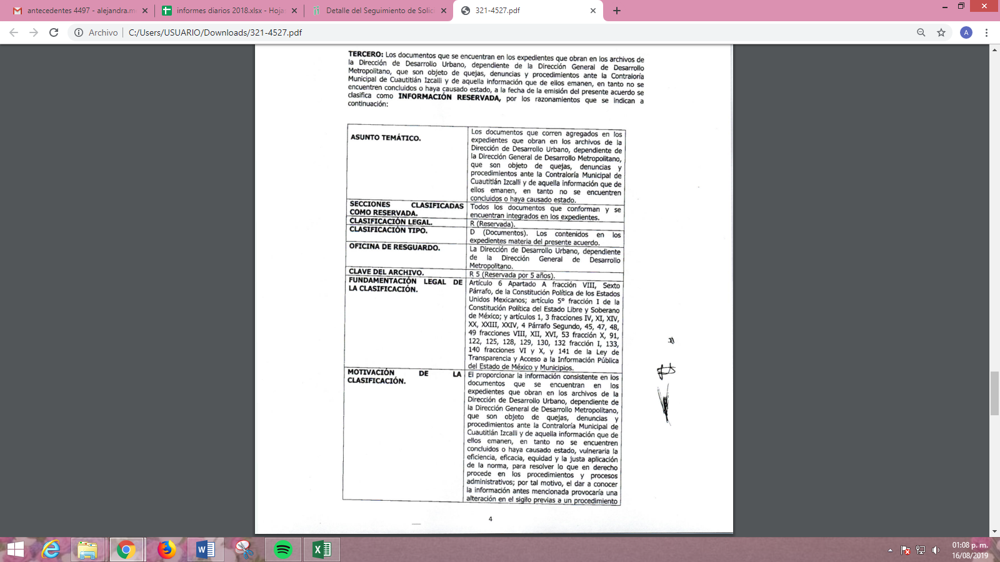 antecedentes 4497 - alejandra.m
informes diarios 2018.xlsx - Hoja
Detalle del Seguimiento de Solic
321-4527.pdf
Archivo
C:/Users/USUARIO/Downloads/321-4527.pdf
A
TERCERO: Los documentos que se encuentran en los expedientes que obran en los archivos de
la Dirección de Desarrollo Urbano, dependiente de la Dirección General de Desarrollo
Metropolitano, que son objeto de quejas, denuncias y procedimientos ante la Contraloría
Municipal de Cuautitlán Izcalli y de aquella información que de ellos emanen, en tanto no se
encuentren concluidos o haya causado estado, a la fecha de la emisión del presente acuerdo se
clasifica como INFORMACIÓN RESERVADA, por los razonamientos que se indican a
continuación:
ASUNTO TEMÁTICO.
Los documentos que corren agregados en los
expedientes que obran en los archivos de la
Dirección de Desarrollo Urbano, dependiente de
la Dirección General de Desarrollo Metropolitano,
que son objeto de quejas, denuncias y
procedimientos ante la Contraloría Municipal de
Cuautitlán Izcalli y de aquella información que de
ellos emanen, en tanto no se encuentren
concluidos o haya causado estado.
SECCIONES CLASIFICADAS
COMO RESERVADA.
Todos los documentos que conforman y se
encuentran integrados en los expedientes.
CLASIFICACIÓN LEGAL.
R (Reservada).
CLASIFICACIÓN TIPO.
D (Documentos). Los contenidos en los
expedientes materia del presente acuerdo.
OFICINA DE RESGUARDO.
La Dirección de Desarrollo Urbano, dependiente
de la Dirección General de Desarrollo
Metropolitano.
CLAVE DEL ARCHIVO.
R 5 (Reservada por 5 años).
FUNDAMENTACIÓN LEGAL DE
LA CLASIFICACIÓN.
Artículo 6 Apartado A fracción VIII, Sexto
Párrafo, de la Constitución Política de los Estados
Unidos Mexicanos; artículo 5º fracción I de la
Constitución Política del Estado Libre y Soberano
de México; y artículos 1, 3 fracciones IV, XI, XIV,
XX, XXIII, XXIV, 4 Párrafo Segundo, 45, 47, 48,
49 fracciones VIII, XII, XVI, 53 fracción X, 91,
122, 125, 128, 129, 130, 132 fracción I, 133,
140 fracciones VI y X, y 141 de la Ley de
Transparencia y Acceso a la Información Pública
del Estado de México y Municipios.
MOTIVACIÓN DE LA
CLASIFICACIÓN.
El proporcionar la información consistente en los
documentos que se encuentran en los
expedientes que obran en los archivos de la
Dirección de Desarrollo Urbano, dependiente de
la Dirección General de Desarrollo Metropolitano,
que son objeto de quejas, denuncias y
procedimientos ante la Contraloría Municipal de
Cuautitlán Izcalli y de aquella información que de
ellos emanen, en tanto no se encuentren
concluidos o haya causado estado, vulneraria la
eficiencia, eficacia, equidad y la justa aplicación
de la norma, para resolver lo que en derecho
procede en los procedimientos y procesos
administrativos; por tal motivo, el dar a conocer
la información antes mencionada provocaría una
alteración en el sigilo previas a un procedimiento
4
01:08 p. m.
16/08/2019